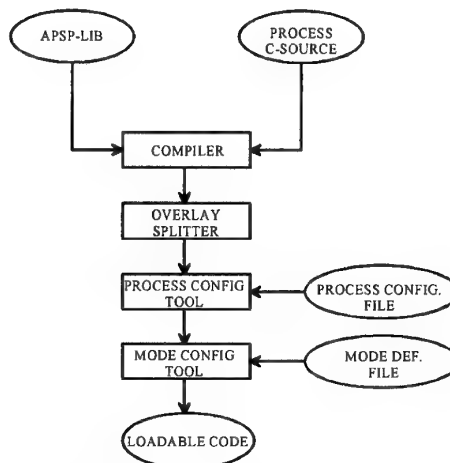 APSP-LIB
PROCESS
C-SOURCE
COMPILER
OVERLAY
SPLITTER
PROCESS CONFIG
TOOL
PROCESS CONFIG.
FILE
MODE CONFIG
TOOL
MODE DEF.
FILE
LOADABLE CODE